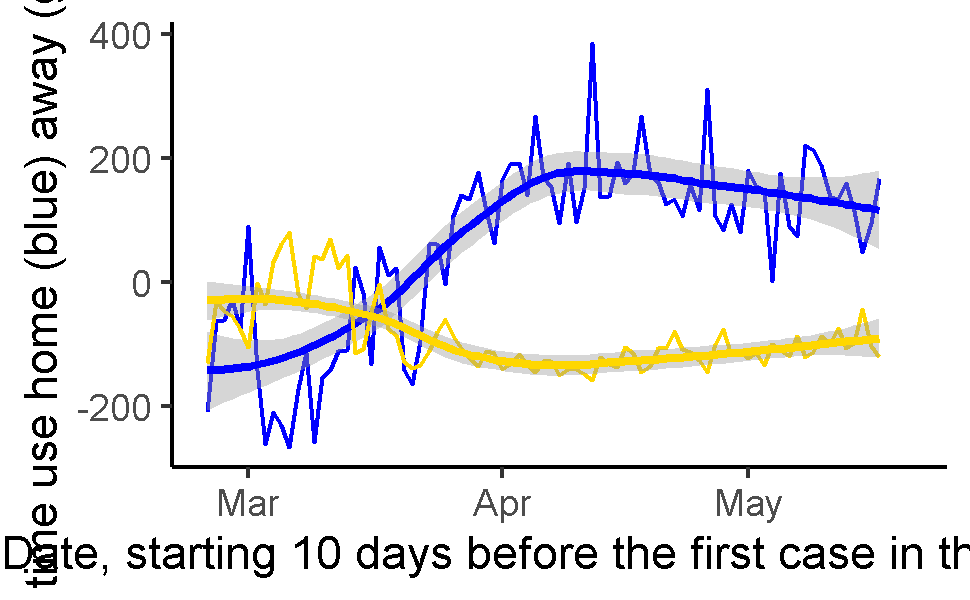 time use home (blue) away (
400
200
0
-200
Mar Apr May
Date, starting 10 days before the first case in th